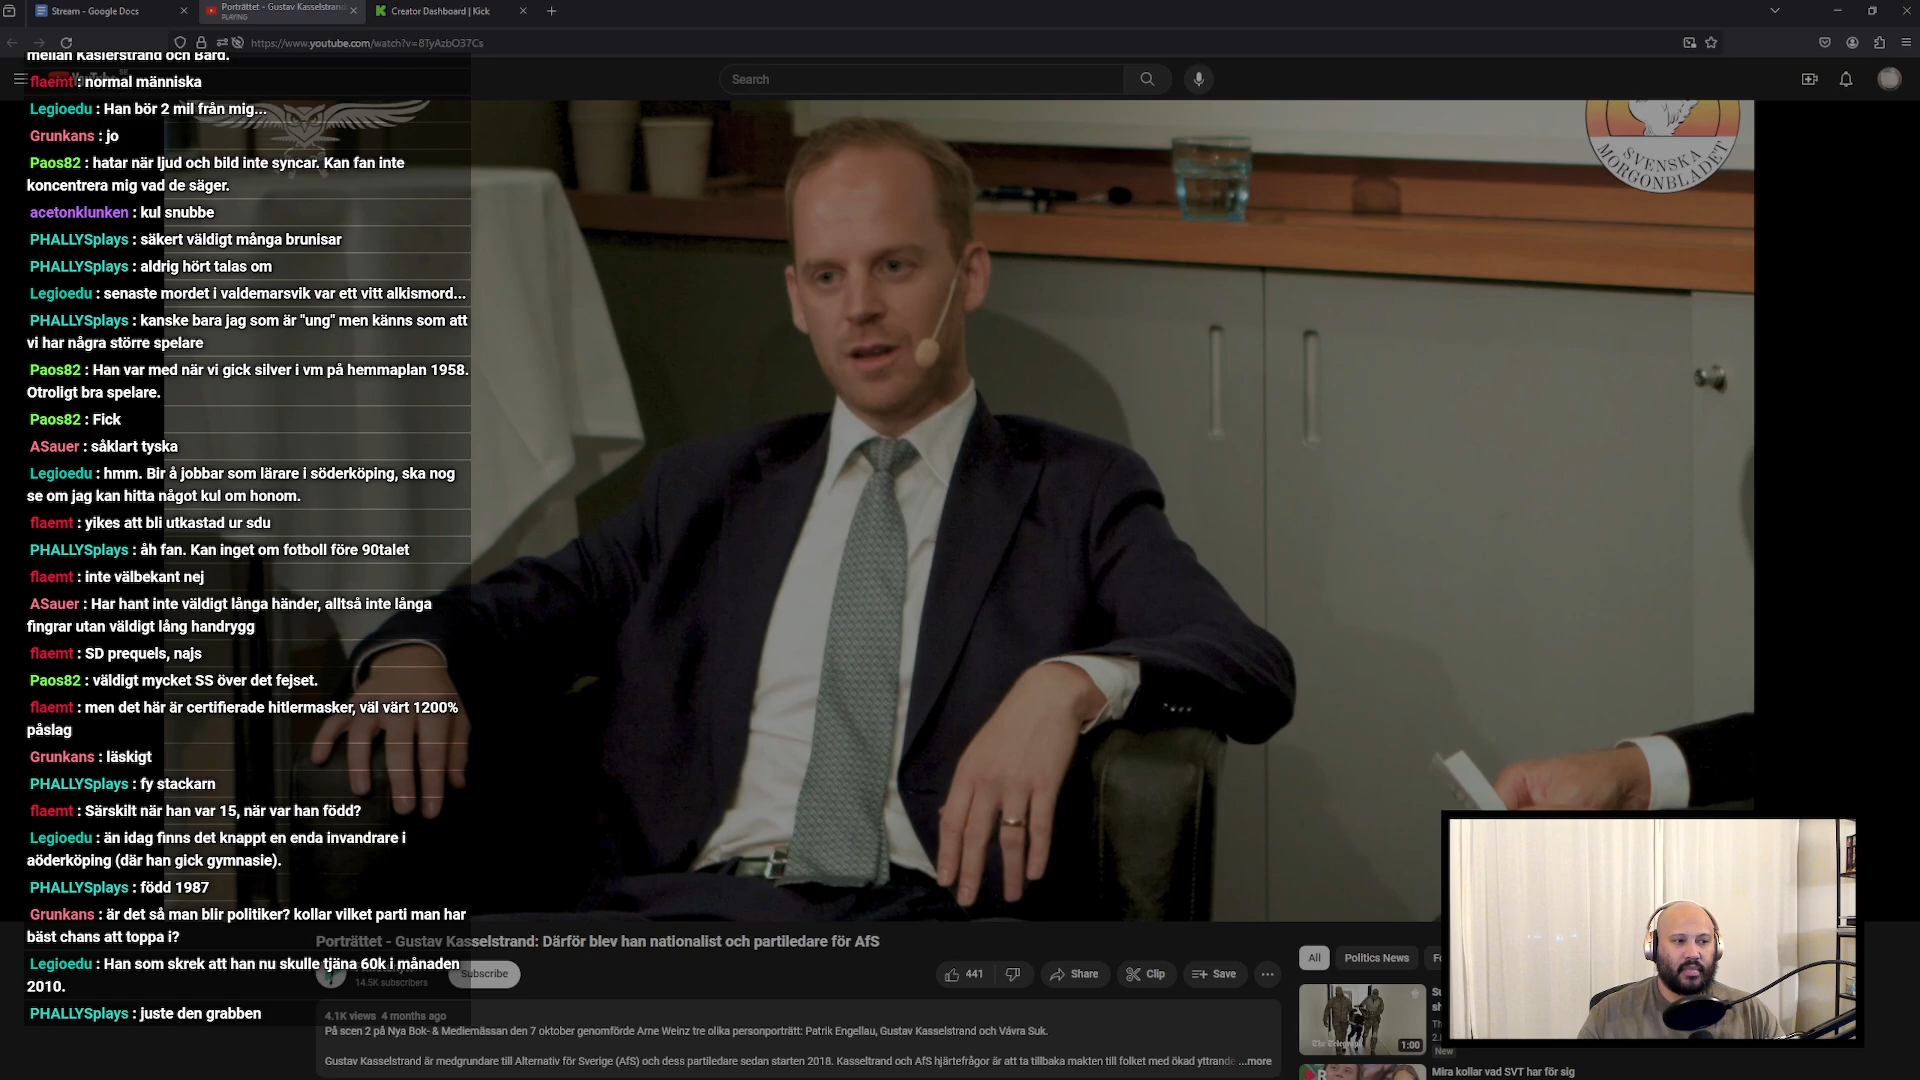 Stream - Google Docs
Porträttet - Gustav Kasselstrand
PLAYING
Creator Dashboard | Kick
https://www.youtube.com/watch?v=8TyAzbO37Cs
Search
mellan Kaslerstrand och Bard.
flaemt : normal människa
Legioedu : Han bör 2 mil från mig...
Grunkans : jo
Paos82 : hatar när ljud och bild inte syncar. Kan fan inte
koncentrera mig vad de säger.
acetonklunken : kul snubbe
PHALLYSplays : säkert väldigt många brunisar
PHALLYSplays : aldrig hört talas om
Legioedu : senaste mordet i valdemarsvik var ett vitt alkismord...
PHALLYSplays : kanske bara jag som är "ung" men känns som att
vi har några större spelare
Paos82 : Han var med när vi gick silver i vm på hemmaplan 1958.
Otroligt bra spelare.
Paos82 : Fick
ASauer : såklart tyska
Legioedu : hmm. Bir å jobbar som lärare i söderköping, ska nog
se om jag kan hitta något kul om honom.
flaemt : yikes att bli utkastad ur sdu
PHALLYSplays : åh fan. Kan inget om fotboll före 90talet
flaemt : inte välbekant nej
ASauer : Har hant inte väldigt långa händer, alltså inte långa
fingrar utan väldigt lång handrygg
flaemt : SD prequels, najs
Paos82 : väldigt mycket SS över det fejset.
flaemt : men det här är certifierade hitlermasker, väl värt 1200%
påslag
Grunkans : läskigt
PHALLYSplays : fy stackarn
flaemt : Särskilt när han var 15, när var han född?
Legioedu : än idag finns det knappt en enda invandrare i
aöderköping (där han gick gymnasie).
PHALLYSplays : född 1987
Grunkans : är det så man blir politiker? kollar vilket parti man har
bäst chans att toppa i?
Legioedu : Han som skrek att han nu skulle tjäna 60k i månaden
2010.
PHALLYSplays : juste den grabben
SVENSKA
MORGONBLADET
Porträttet - Gustav Kasselstrand: Därför blev han nationalist och partiledare för AfS
14.5K subscribers
Subscribe
441
Share
Clip
Save
4.1K views 4 months ago
På scen 2 på Nya Bok- & Mediemässan den 7 oktober genomförde Arne Weinz tre olika personporträtt: Patrik Engellau, Gustav Kasselstrand och Vávra Suk.
Gustav Kasselstrand är medgrundare till Alternativ för Sverige (AfS) och dess partiledare sedan starten 2018. Kasseltrand och AfS hjärtefrågor är att ta tillbaka makten till folket med ökad yttrande ...more
All
Politics News
The Telegraph
1:00
New
Mira kollar vad SVT har för sig